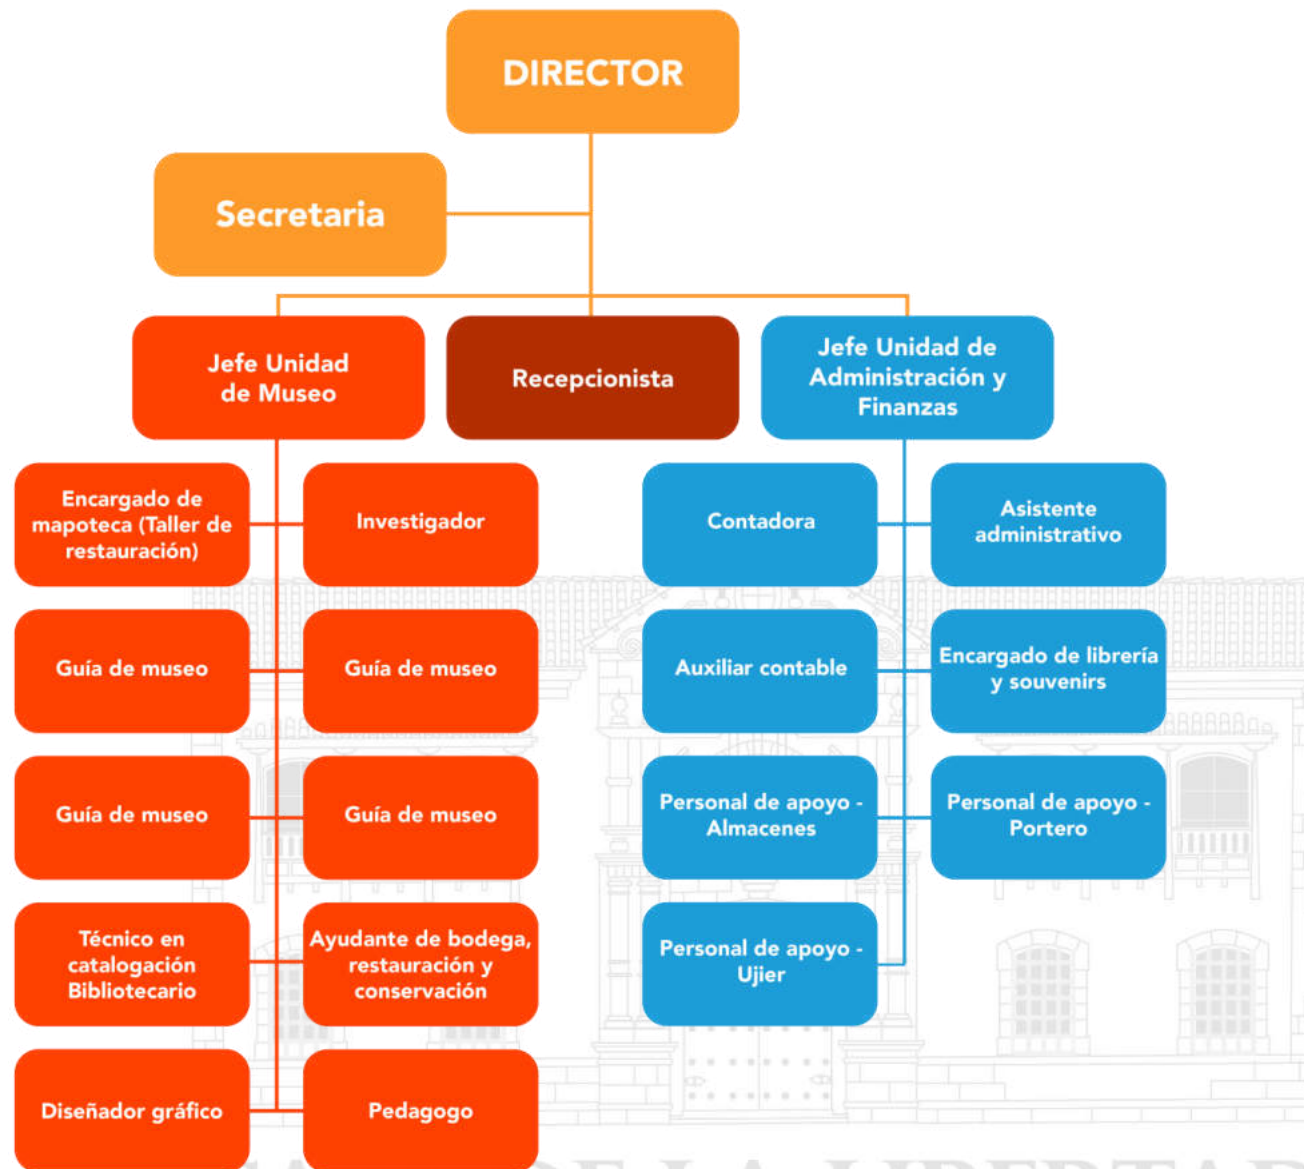 DIRECTOR
Secretaria
Jefe Unidad
de Museo
Recepcionista
Jefe Unidad de
Administración y
Finanzas
Encargado de
mapoteca (Taller de
restauración)
Investigador
Contadora
Asistente
administrativo
Guía de museo
Guía de museo
Auxiliar contable
Encargado de librería
y souvenirs
Guía de museo
Guía de museo
Personal de apoyo -
Almacenes
Personal de apoyo -
Portero
Técnico en
catalogación
Bibliotecario
Ayudante de bodega,
restauración y
conservación
Personal de apoyo -
Ujier
Diseñador gráfico
Pedagogo
DE LA LIBERTAD